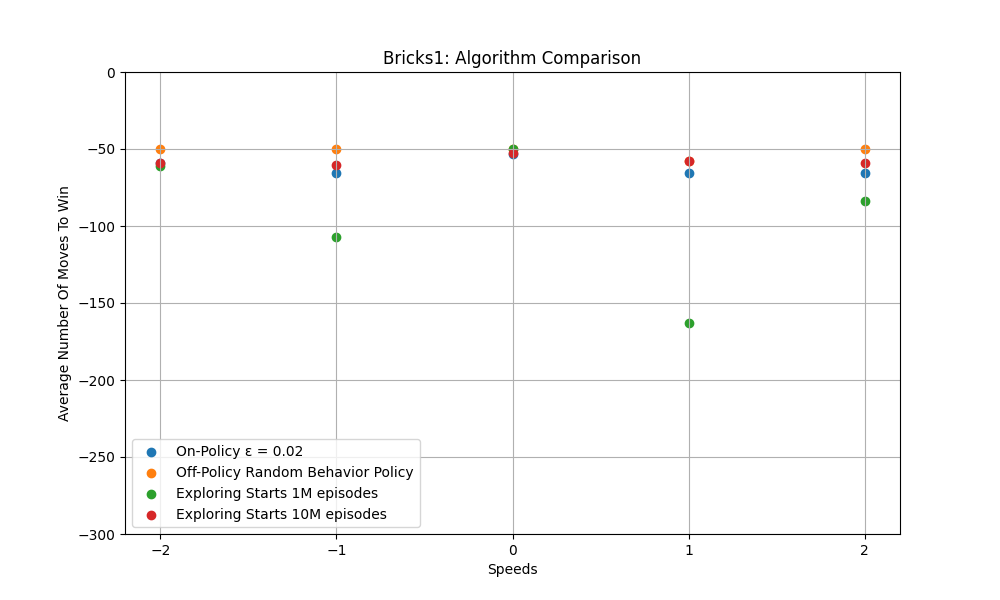 Bricks1: Algorithm Comparison
0
−50
−100
−150
−200
−250
−300
Average Number Of Moves To Win
On-Policy ε = 0.02
Off-Policy Random Behavior Policy
Exploring Starts 1M episodes
Exploring Starts 10M episodes
−2 −1 0 1 2
Speeds